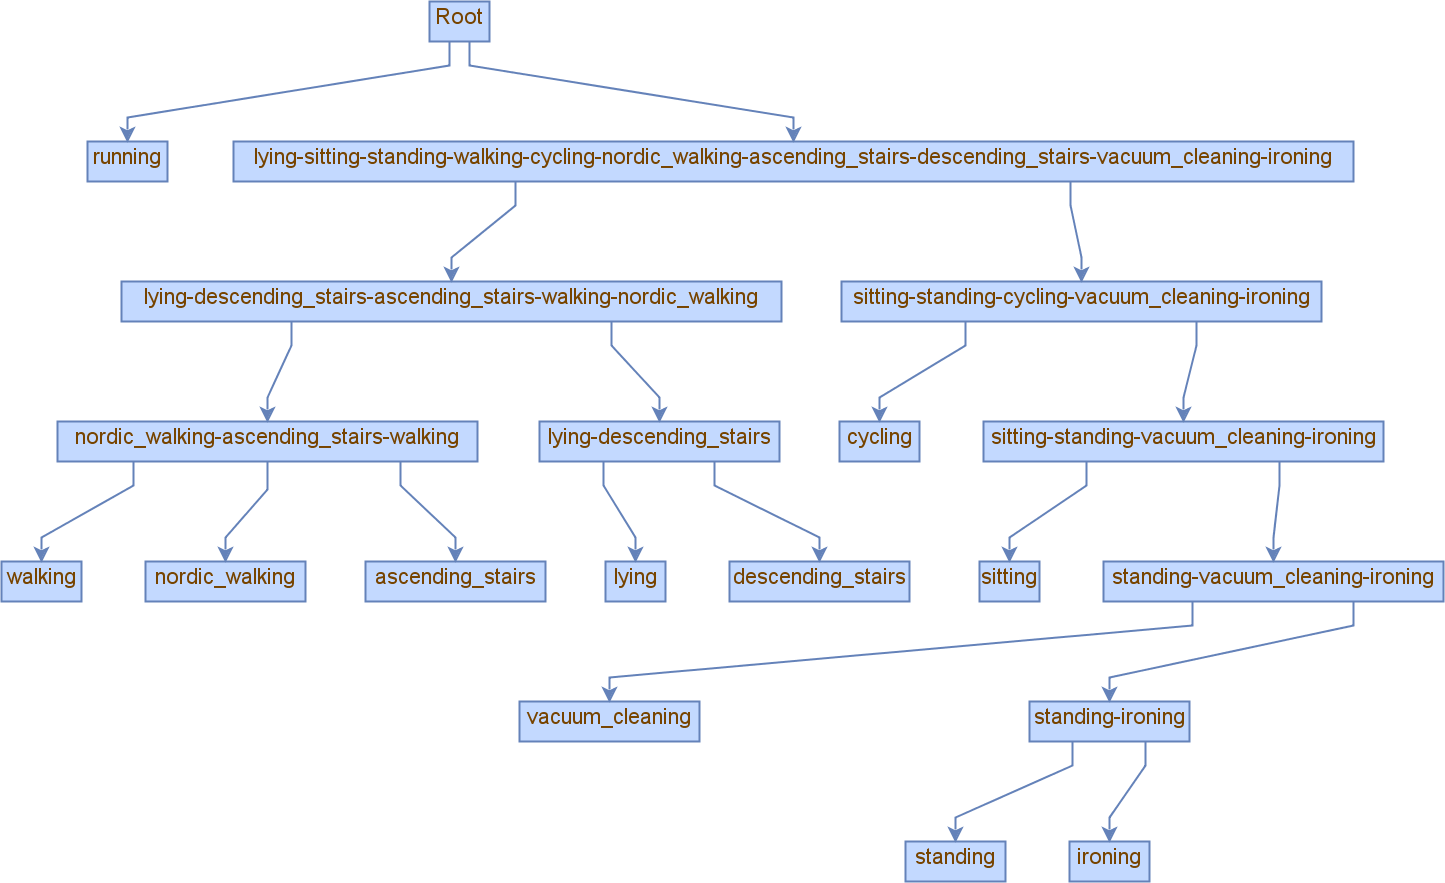 Root
running
lying-sitting-standing-walking-cycling-nordic_walking-ascending_stairs-descending_stairs-vacuum_cleaning-ironing
lying-descending_stairs-ascending_stairs-walking-nordic_walking
sitting-standing-cycling-vacuum_cleaning-ironing
nordic_walking-ascending_stairs-walking
lying-descending_stairs
cycling
sitting-standing-vacuum_cleaning-ironing
walking
nordic_walking
ascending_stairs
lying
descending_stairs
sitting
standing-vacuum_cleaning-ironing
vacuum_cleaning
standing-ironing
standing
ironing